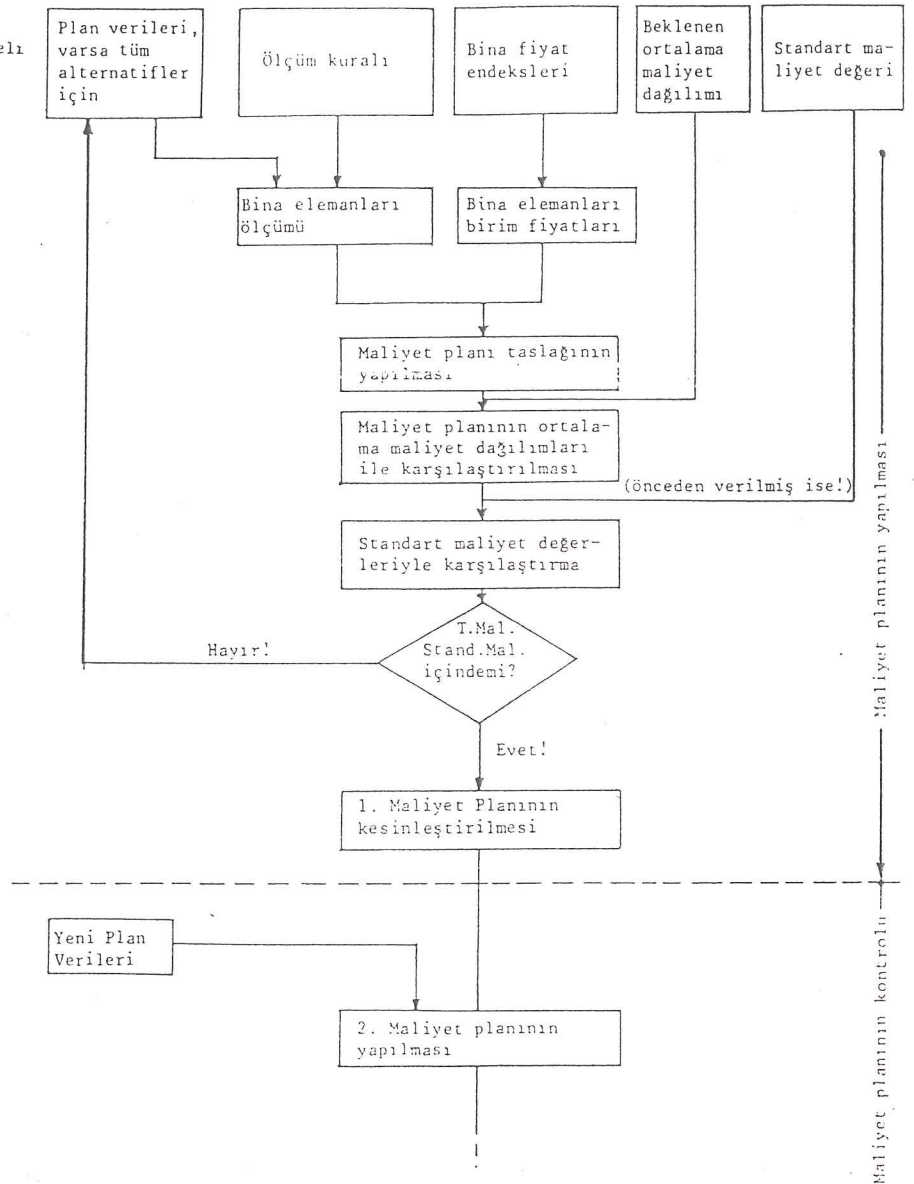 elı
Plan verileri,
varsa tüm
alternatifler
için
Ölçüm kuralı
Bina fiyat
endeksleri
Beklenen
ortalama
maliyet
dağılımı
Standart ma-
liyet değeri
Bina elemanları
ölçümü
Bina elemanları
birim fiyatları
Maliyet planı taslağının
yapılması
Maliyet planının ortala-
ma maliyet dağılımları
ile karşılaştırılması
(önceden verilmiş ise!)
Standart maliyet değer-
leriyle karşılaştırma
T.Mal.
Stand.Mal.
içindemi?
Hayır!
Evet!
1. Maliyet Planının
kesinleştirilmesi
Maliyet planının yapılması
Yeni Plan
Verileri
2. Maliyet planının
yapılması
Maliyet planının kontrolu